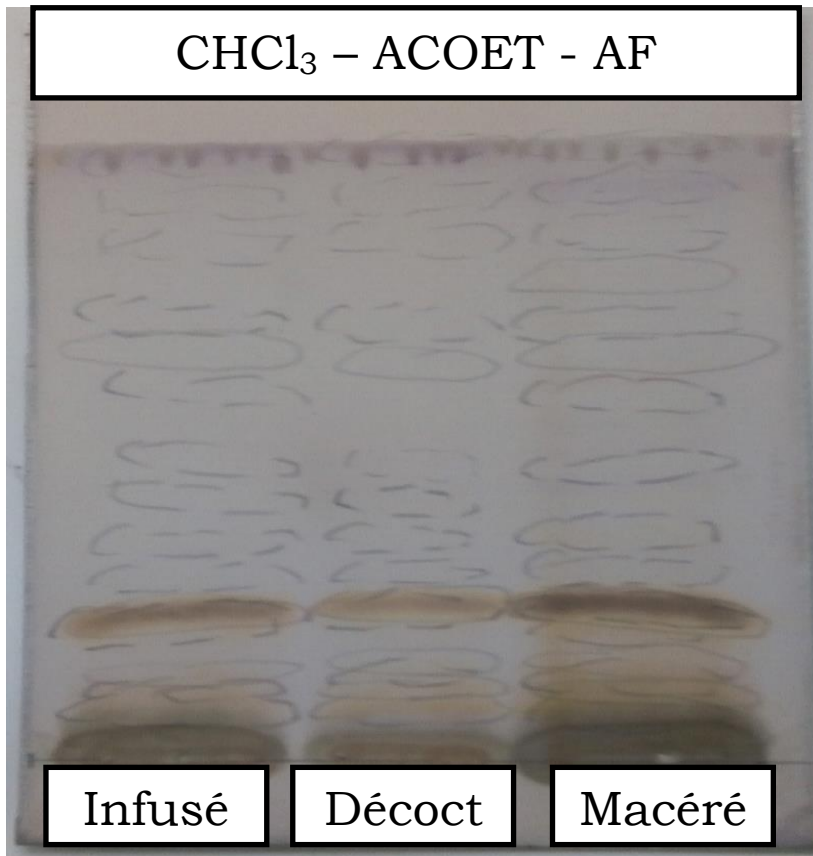 CHCl₃ – ACOET - AF
Infusé
Décoct
Macéré